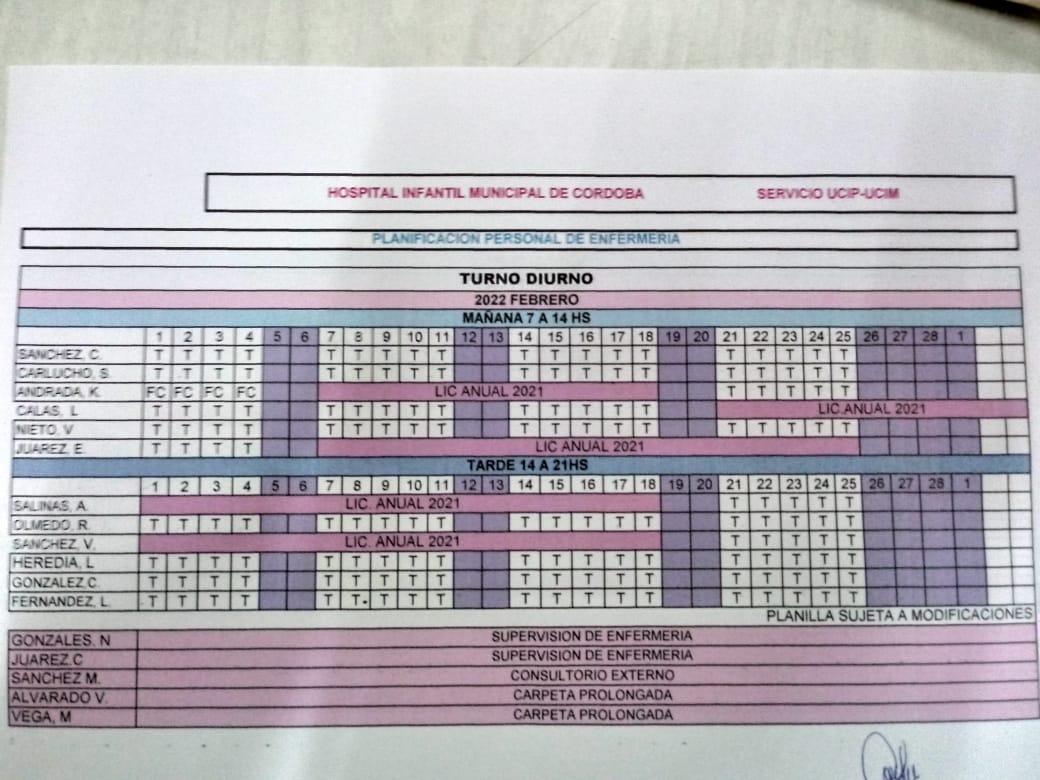 HOSPITAL INFANTIL MUNICIPAL DE CORDOBA SERVICIO UCIP-UCIM
PLANIFICACION PERSONAL DE ENFERMERIA
TURNO DIURNO
2022 FEBRERO
MAÑANA 7 A 14 HS
1 2 3 4 5 6 7 8 9 10 11 12 13 14 15 16 17 18 19 20 21 22 23 24 25 26 27 28 1
SANCHEZ, C. T T T T T T T T T T T T T T T T T T T
CARLUCHO, S. T T T T T T T T T T T T T T T T T T T
ANDRADA, K. FC FC FC FC LIC ANUAL 2021 T T T T T
CALAS, L T T T T T T T T T T T T T T LIC.ANUAL 2021
NIETO, V T T T T T T T T T T T T T T T T T T T
JUAREZ, E. T T T T LIC ANUAL 2021
TARDE 14 A 21HS
1 2 3 4 5 6 7 8 9 10 11 12 13 14 15 16 17 18 19 20 21 22 23 24 25 26 27 28 1
SALINAS, A. LIC. ANUAL 2021 T T T T T
OLMEDO, R. T T T T T T T T T T T T T T T T T T T
SANCHEZ V, LIC. ANUAL 2021 T T T T T
HEREDIA, L T T T T T T T T T T T T T T T T T T T
GONZALEZ,C. T T T T T T T T T T T T T T T T T T T
FERNANDEZ, L. T T T T T T T T T T T T T T T T T T T
PLANILLA SUJETA A MODIFICACIONES
GONZALES. N SUPERVISION DE ENFERMERIA
JUAREZ.C SUPERVISION DE ENFERMERIA
SANCHEZ M. CONSULTORIO EXTERNO
ALVARADO V. CARPETA PROLONGADA
VEGA, M CARPETA PROLONGADA